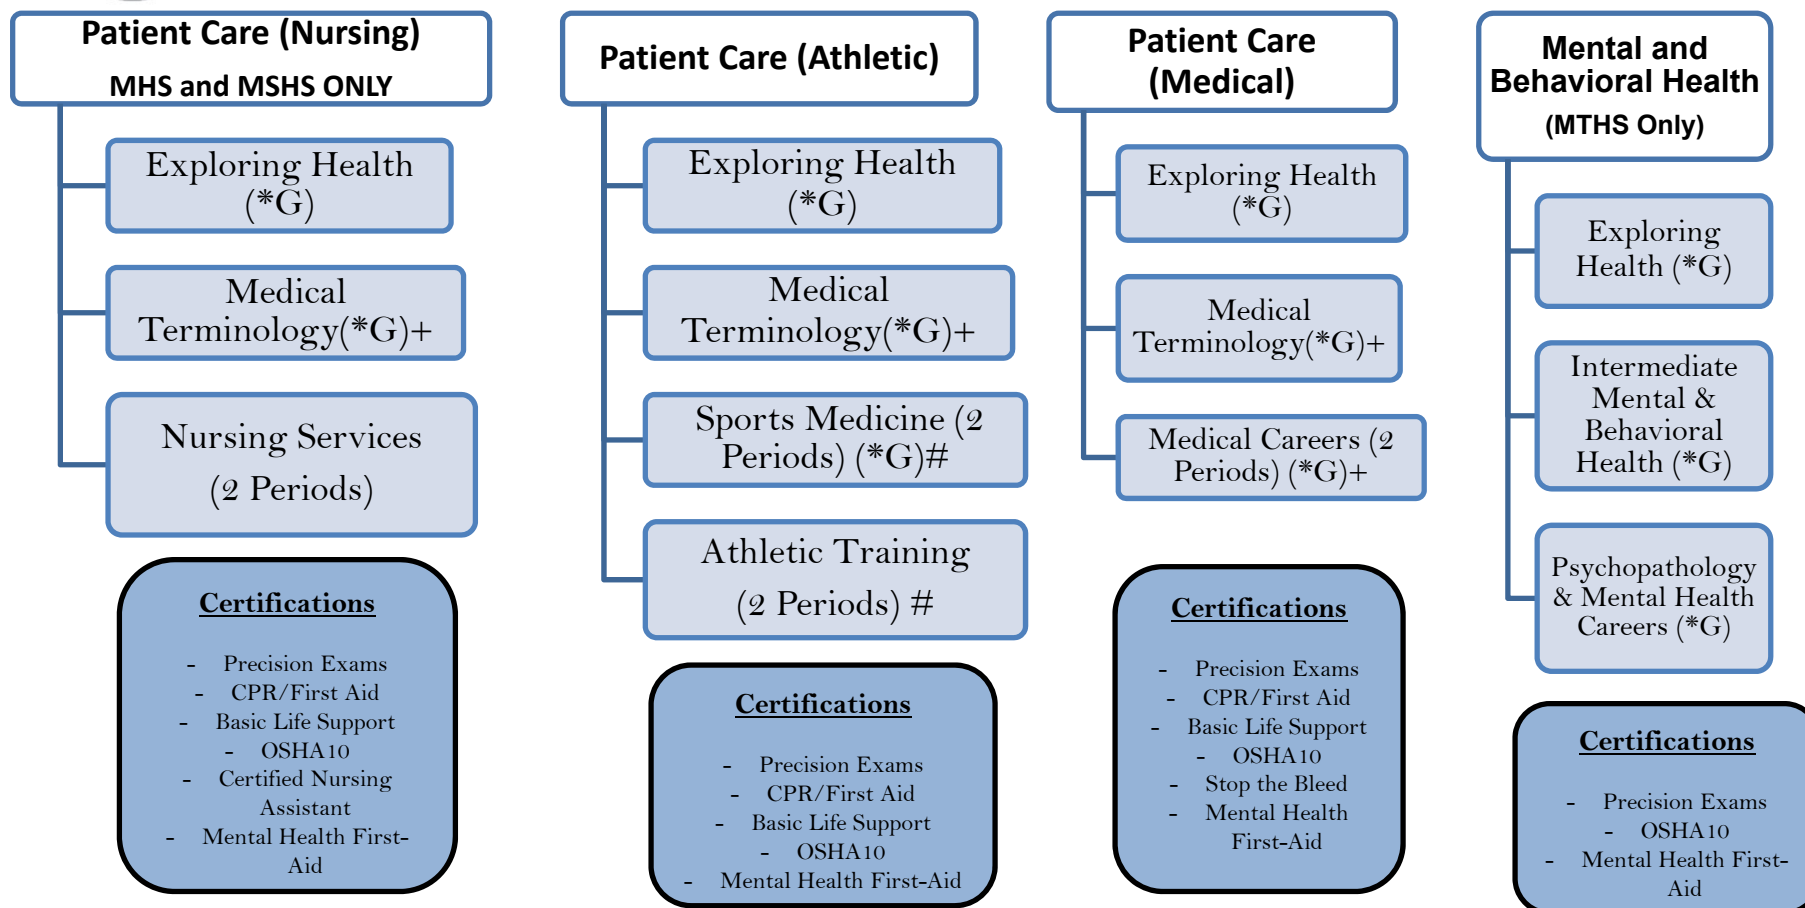 Patient Care (Nursing)
MHS and MSHS ONLY
Exploring Health
(*G)
Medical
Terminology(*G)+
Nursing Services
(2 Periods)
Certifications
- Precision Exams
- CPR/First Aid
- Basic Life Support
- OSHA10
- Certified Nursing
Assistant
- Mental Health First-
Aid
Patient Care (Athletic)
Exploring Health
(*G)
Medical
Terminology(*G)+
Sports Medicine (2
Periods) (*G)#
Athletic Training
(2 Periods) #
Certifications
- Precision Exams
- CPR/First Aid
- Basic Life Support
- OSHA10
- Mental Health First-Aid
Patient Care
(Medical)
Exploring Health
(*G)
Medical
Terminology(*G)+
Medical Careers (2
Periods) (*G)+
Certifications
- Precision Exams
- CPR/First Aid
- Basic Life Support
- OSHA10
- Stop the Bleed
- Mental Health
First-Aid
Mental and
Behavioral Health
(MTHS Only)
Exploring
Health (*G)
Intermediate
Mental &
Behavioral
Health (*G)
Psychopathology
& Mental Health
Careers (*G)
Certifications
- Precision Exams
- OSHA10
- Mental Health First-
Aid